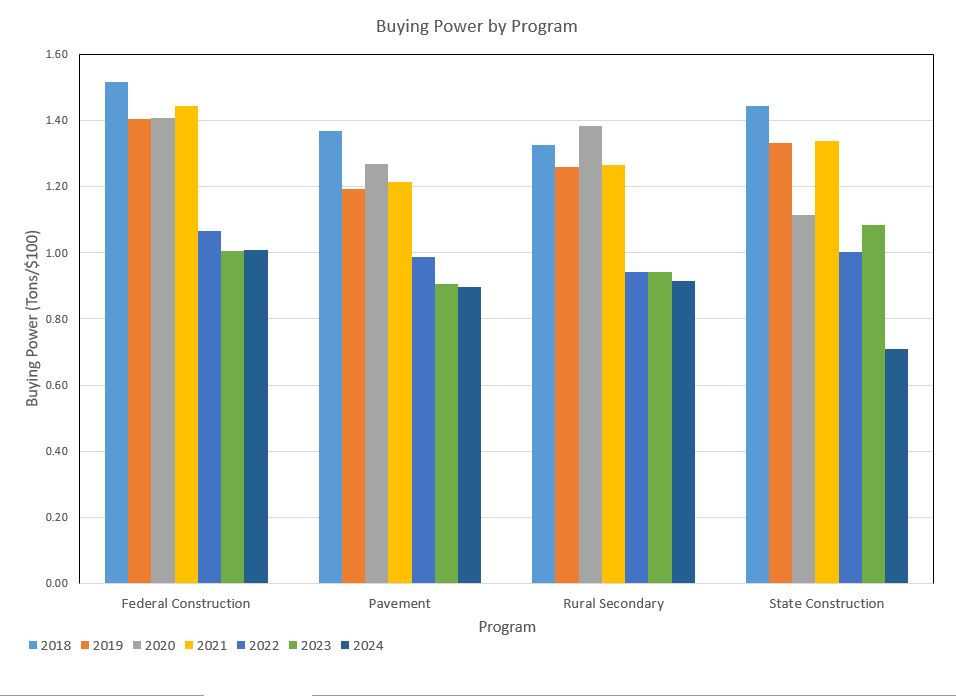 Buying Power by Program
Buying Power (Tons/$100)
1.60
1.40
1.20
1.00
0.80
0.60
0.40
0.20
0.00
Federal Construction
Pavement
Rural Secondary
State Construction
Program
2018 2019 2020 2021 2022 2023 2024